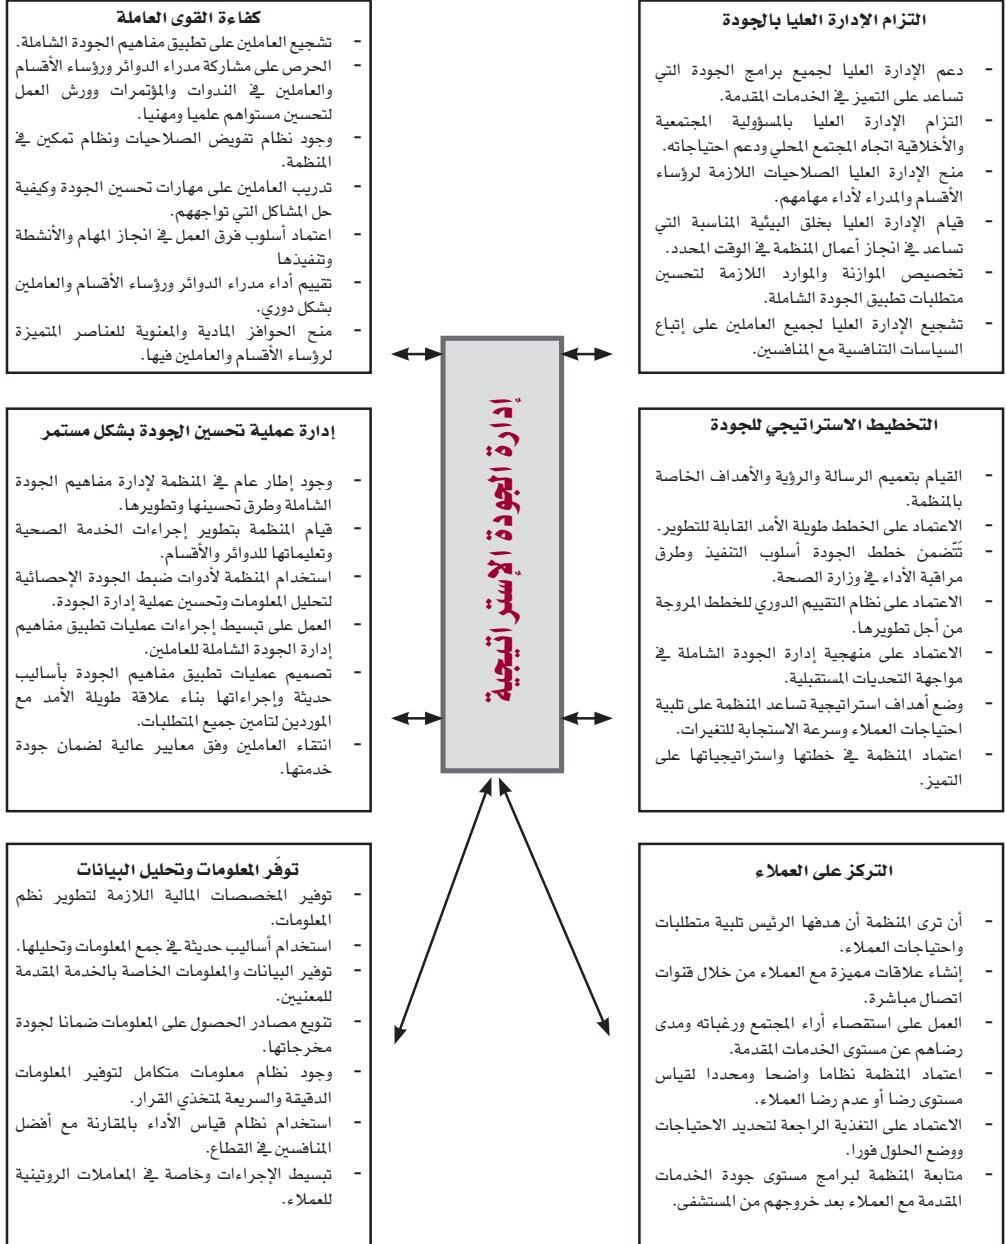 التزام الإدارة العليا بالجودة
- دعم الإدارة العليا لجميع برامج الجودة التي
تساعد على التميز في الخدمات المقدمة.
- التزام الإدارة العليا بالمسؤولية المجتمعية
والأخلاقية اتجاه المجتمع المحلي ودعم احتياجاته.
- منح الإدارة العليا الصلاحيات اللازمة لرؤساء
الأقسام والمدراء لأداء مهامهم.
- قيام الإدارة العليا بخلق البيئية المناسبة التي
تساعد في انجاز أعمال المنظمة في الوقت المحدد.
- تخصيص الموازنة والموارد اللازمة لتحسين
متطلبات تطبيق الجودة الشاملة.
- تشجيع الإدارة العليا لجميع العاملين على إتباع
السياسات التنافسية مع المنافسين.
كفاءة القوى العاملة
- تشجيع العاملين على تطبيق مفاهيم الجودة الشاملة.
- الحرص على مشاركة مدراء الدوائر ورؤساء الأقسام
والعاملين في الندوات والمؤتمرات وورش العمل
لتحسين مستواهم علميا ومهنيا.
- وجود نظام تفويض الصلاحيات ونظام تمكين في
المنظمة.
- تدريب العاملين على مهارات تحسين الجودة وكيفية
حل المشاكل التي تواجههم.
- اعتماد أسلوب فرق العمل في انجاز المهام والأنشطة
وتنفيذها
- تقييم أداء مدراء الدوائر ورؤساء الأقسام والعاملين
بشكل دوري.
- منح الحوافز المادية والمعنوية للعناصر المتميزة
لرؤساء الأقسام والعاملين فيها.
إدارة الجودة الإستراتيجية
التخطيط الاستراتيجي للجودة
- القيام بتعميم الرسالة والرؤية والأهداف الخاصة
بالمنظمة.
- الاعتماد على الخطط طويلة الأمد القابلة للتطوير.
- تَتّضمن خطط الجودة أسلوب التنفيذ وطرق
مراقبة الأداء في وزارة الصحة.
- الاعتماد على نظام التقييم الدوري للخطط المروجة
من أجل تطويرها.
- الاعتماد على منهجية إدارة الجودة الشاملة في
مواجهة التحديات المستقبلية.
- وضع أهداف استراتيجية تساعد المنظمة على تلبية
احتياجات العملاء وسرعة الاستجابة للتغيرات.
- اعتماد المنظمة في خطتها واستراتيجياتها على
التميز.
إدارة عملية تحسين الجودة بشكل مستمر
- وجود إطار عام في المنظمة لإدارة مفاهيم الجودة
الشاملة وطرق تحسينها وتطويرها.
- قيام المنظمة بتطوير إجراءات الخدمة الصحية
وتعليماتها للدوائر والأقسام.
- استخدام المنظمة لأدوات ضبط الجودة الإحصائية
لتحليل المعلومات وتحسين عملية إدارة الجودة.
- العمل على تبسيط إجراءات عمليات تطبيق مفاهيم
إدارة الجودة الشاملة للعاملين.
- تصميم عمليات تطبيق مفاهيم الجودة بأساليب
حديثة وإجراءاتها بناء علاقة طويلة الأمد مع
الموردين لتامين جميع المتطلبات.
- انتقاء العاملين وفق معايير عالية لضمان جودة
خدمتها.
التركز على العملاء
- أن ترى المنظمة أن هدفها الرئيس تلبية متطلبات
واحتياجات العملاء.
- إنشاء علاقات مميزة مع العملاء من خلال قنوات
اتصال مباشرة.
- العمل على استقصاء أراء المجتمع ورغباته ومدى
رضاهم عن مستوى الخدمات المقدمة.
- اعتماد المنظمة نظاما واضحا ومحددا لقياس
مستوى رضا أو عدم رضا العملاء.
- الاعتماد على التغذية الراجعة لتحديد الاحتياجات
ووضع الحلول فورا.
- متابعة المنظمة لبرامج مستوى جودة الخدمات
المقدمة مع العملاء بعد خروجهم من المستشفى.
توفّر المعلومات وتحليل البيانات
- توفير المخصصات المالية اللازمة لتطوير نظم
المعلومات.
- استخدام أساليب حديثة في جمع المعلومات وتحليلها.
- توفير البيانات والمعلومات الخاصة بالخدمة المقدمة
للمعنيين.
- تنويع مصادر الحصول على المعلومات ضمانا لجودة
مخرجاتها.
- وجود نظام معلومات متكامل لتوفير المعلومات
الدقيقة والسريعة لمتخذي القرار.
- استخدام نظام قياس الأداء بالمقارنة مع أفضل
المنافسين في القطاع.
- تبسيط الإجراءات وخاصة في المعاملات الروتينية
للعملاء.